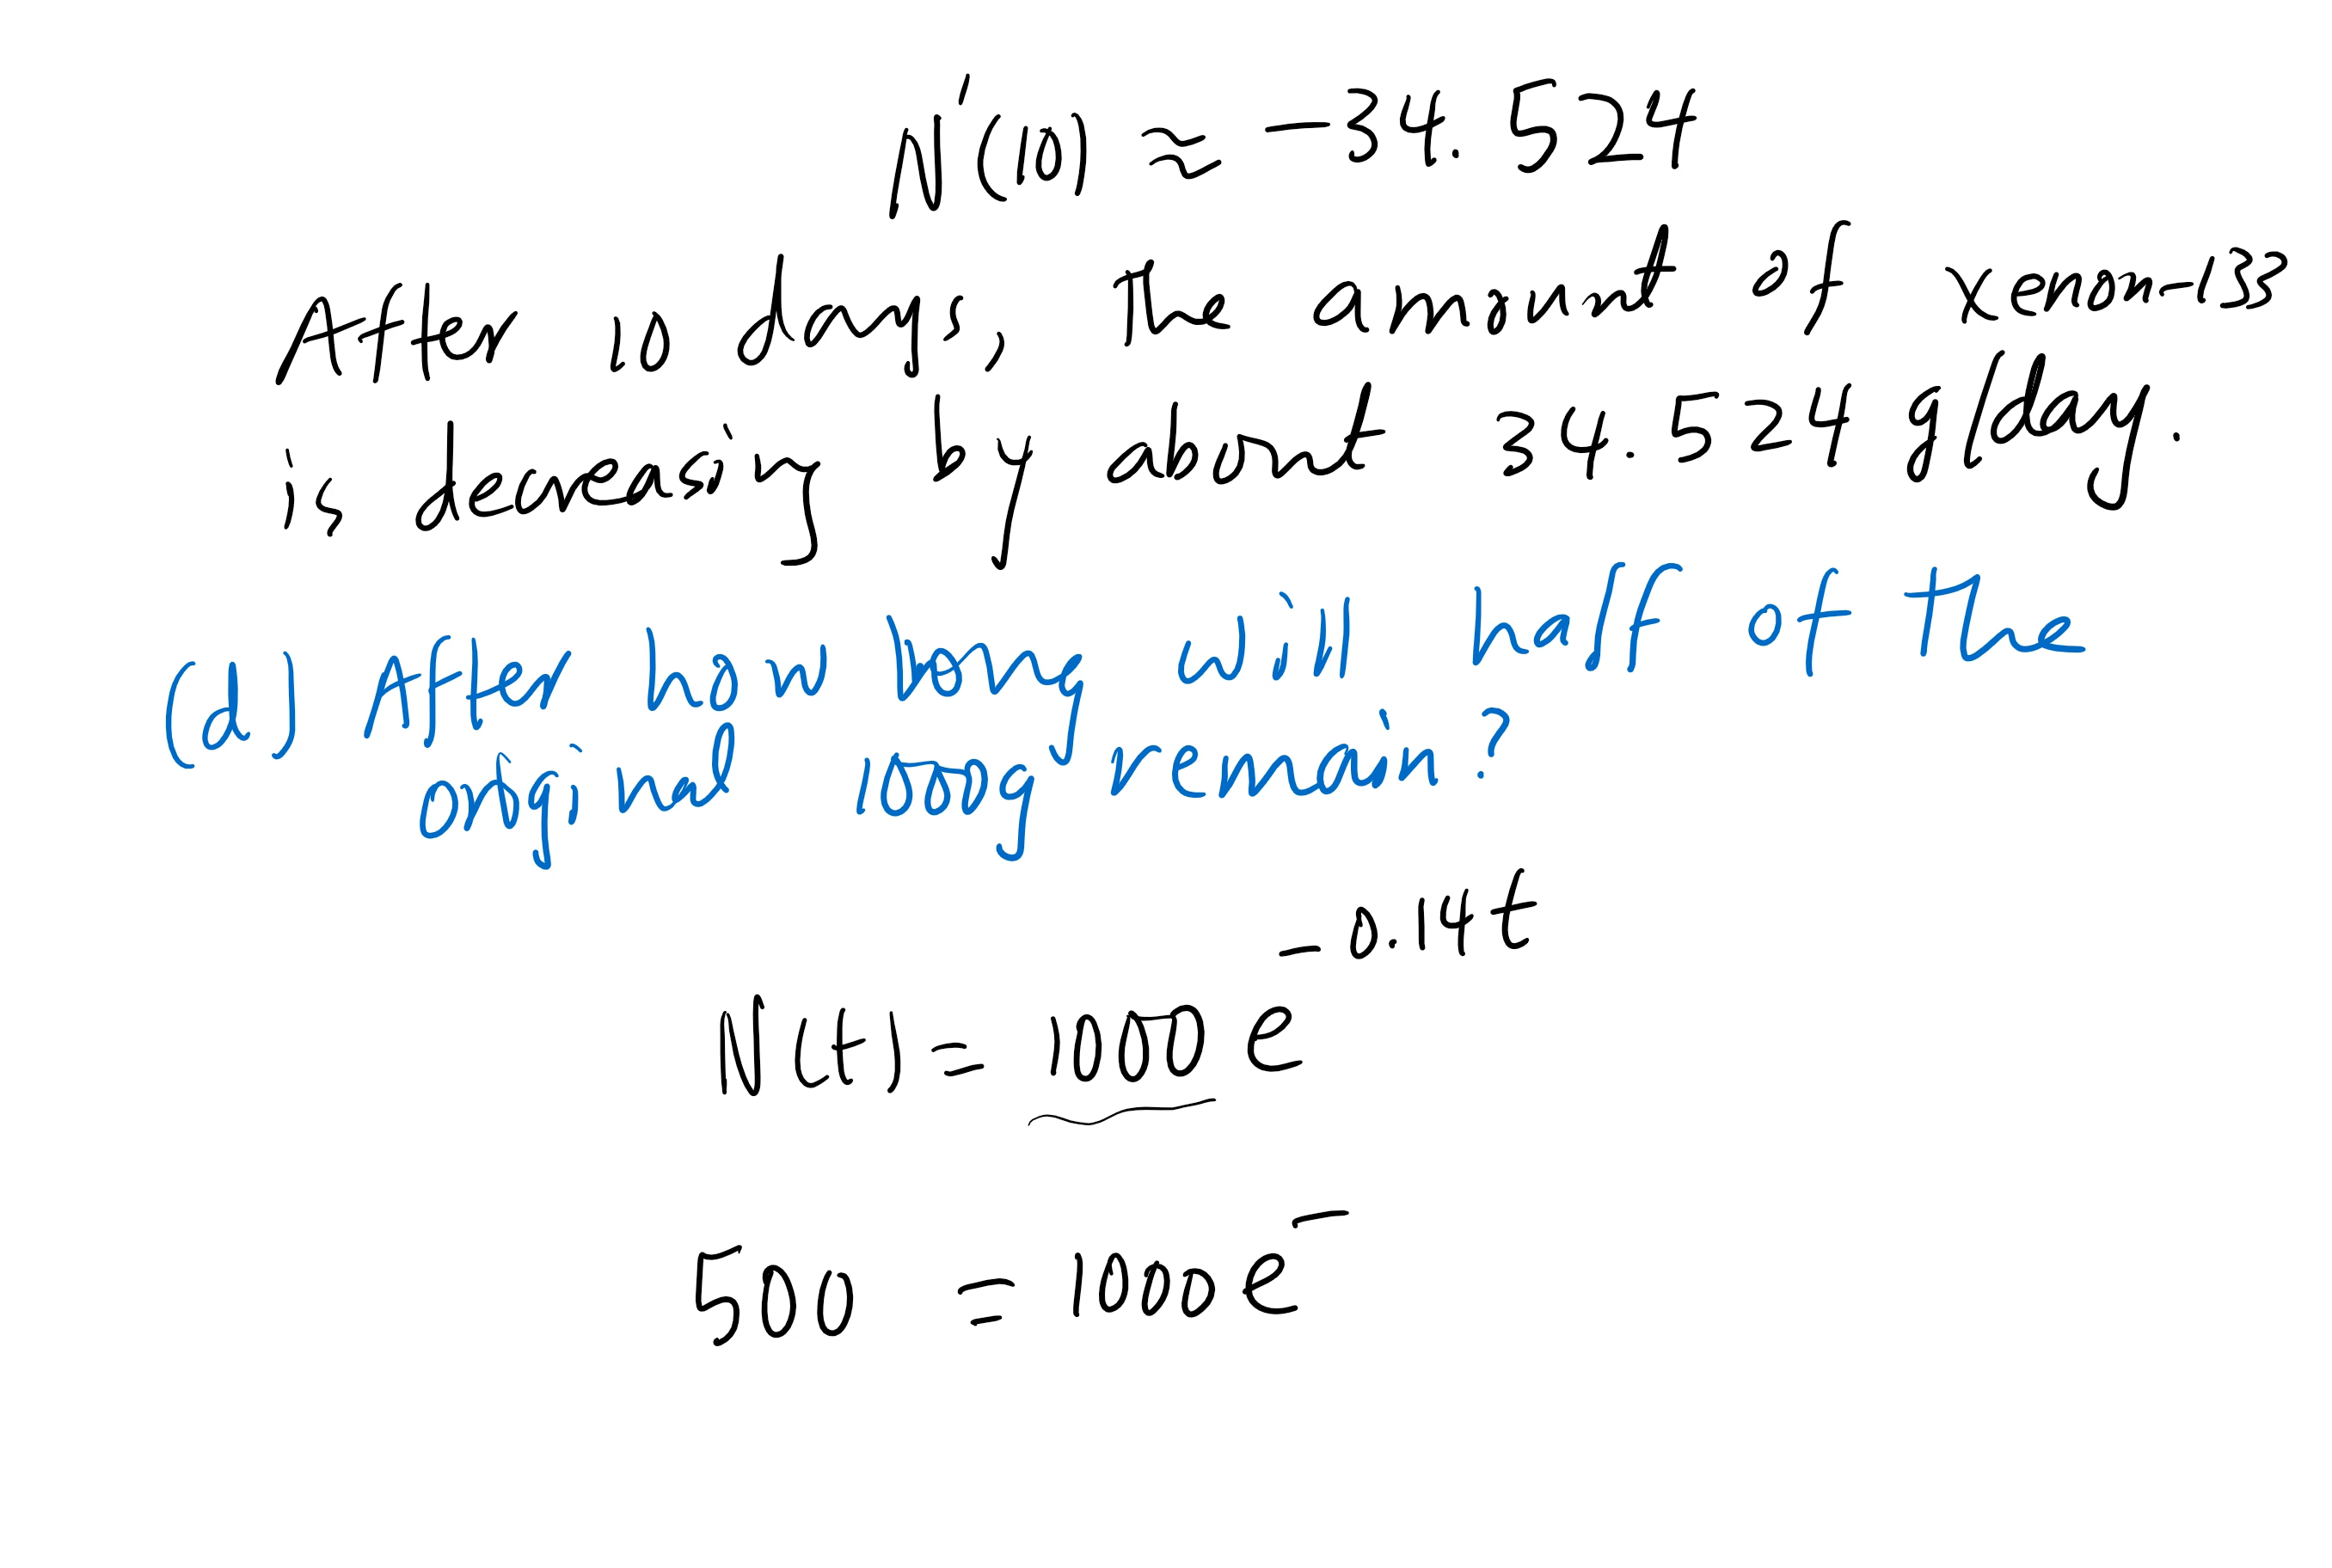 N'(10) ≈ -34.524
After 10 days, the amount of xenon-133
is decreasing by about 34.524 g/day.
(d) After how long will half of the
original 1000g remain?
N(t) = 1000 e^{-0.14t}
500 = 1000 e^{-}